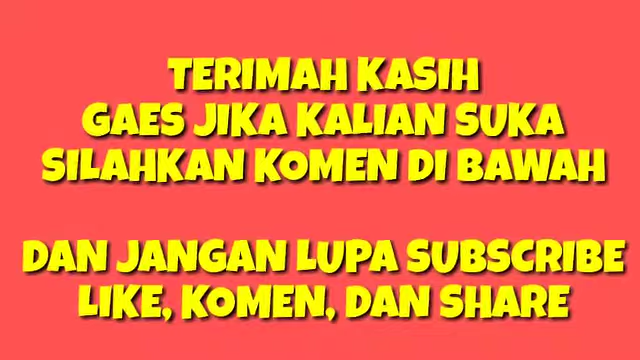 TERIMAH KASIH
GAES JIKA KALIAN SUKA
SILAHKAN KOMEN DI BAWAH
DAN JANGAN LUPA SUBSCRIBE
LIKE, KOMEN, DAN SHARE